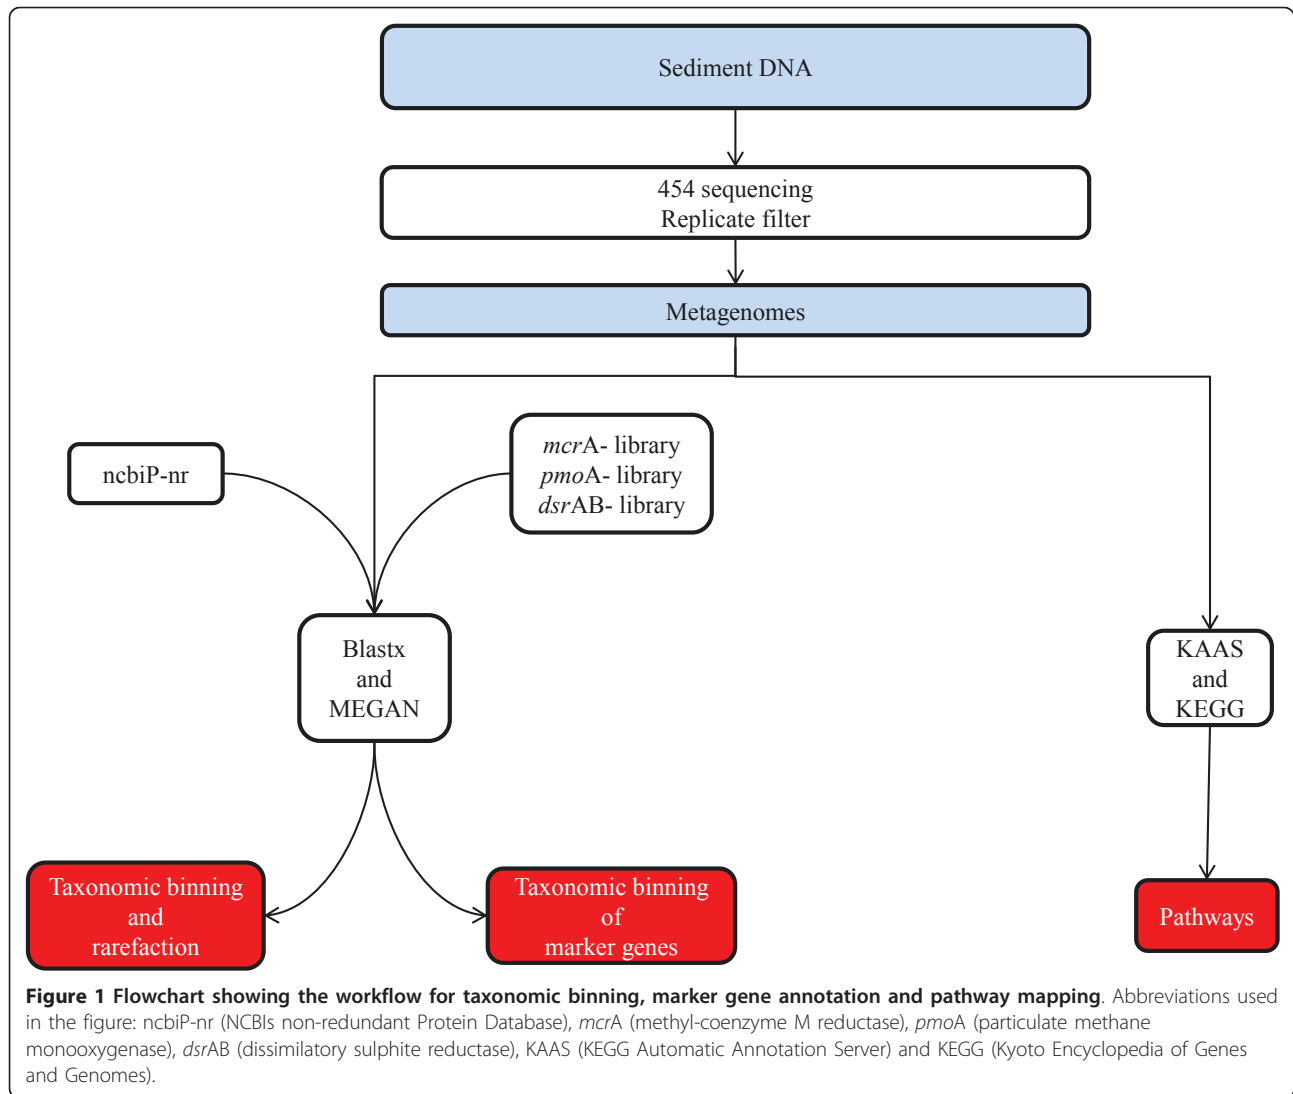 Sediment DNA
454 sequencing
Replicate filter
Metagenomes
ncbiP-nr
mcrA- library
pmoA- library
dsrAB- library
Blastx
and
MEGAN
KAAS
and
KEGG
Taxonomic binning
and
rarefaction
Taxonomic binning
of
marker genes
Pathways
Figure 1 Flowchart showing the workflow for taxonomic binning, marker gene annotation and pathway mapping. Abbreviations used
in the figure: ncbiP-nr (NCBIs non-redundant Protein Database), mcrA (methyl-coenzyme M reductase), pmoA (particulate methane
monooxygenase), dsrAB (dissimilatory sulphite reductase), KAAS (KEGG Automatic Annotation Server) and KEGG (Kyoto Encyclopedia of Genes
and Genomes).